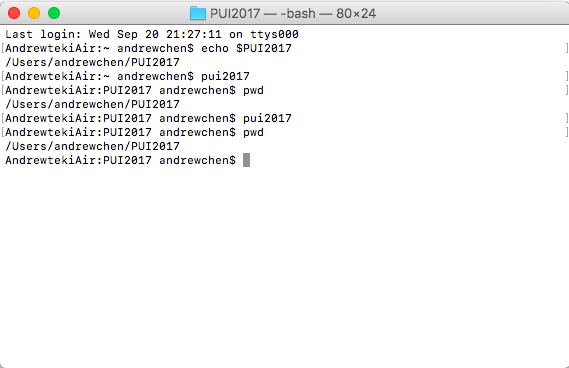 PUI2017 — -bash — 80×24
Last login: Wed Sep 20 21:27:11 on ttys000
[AndrewtekiAir:~ andrewchen$ echo $PUI2017 ]
/Users/andrewchen/PUI2017
[AndrewtekiAir:~ andrewchen$ pui2017 ]
[AndrewtekiAir:PUI2017 andrewchen$ pwd ]
/Users/andrewchen/PUI2017
[AndrewtekiAir:PUI2017 andrewchen$ pui2017 ]
[AndrewtekiAir:PUI2017 andrewchen$ pwd ]
/Users/andrewchen/PUI2017
AndrewtekiAir:PUI2017 andrewchen$